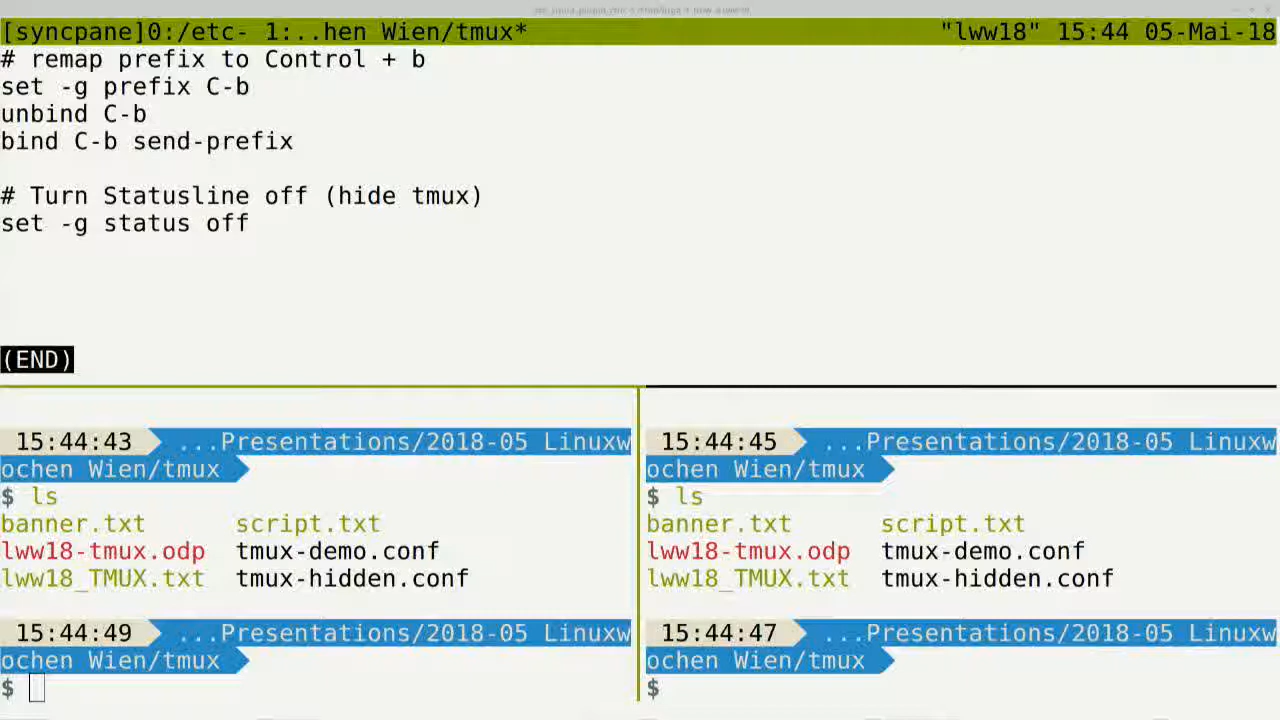 [syncpane]0:/etc- 1:..hen Wien/tmux* "lww18" 15:44 05-Mai-18
# remap prefix to Control + b
set -g prefix C-b
unbind C-b
bind C-b send-prefix
# Turn Statusline off (hide tmux)
set -g status off
(END)
15:44:43 ...Presentations/2018-05 Linuxw
ochen Wien/tmux
$ ls
banner.txt script.txt
lww18-tmux.odp tmux-demo.conf
lww18_TMUX.txt tmux-hidden.conf
15:44:49 ...Presentations/2018-05 Linuxw
ochen Wien/tmux
$
15:44:45 ...Presentations/2018-05 Linuxw
ochen Wien/tmux
$ ls
banner.txt script.txt
lww18-tmux.odp tmux-demo.conf
lww18_TMUX.txt tmux-hidden.conf
15:44:47 ...Presentations/2018-05 Linuxw
ochen Wien/tmux
$